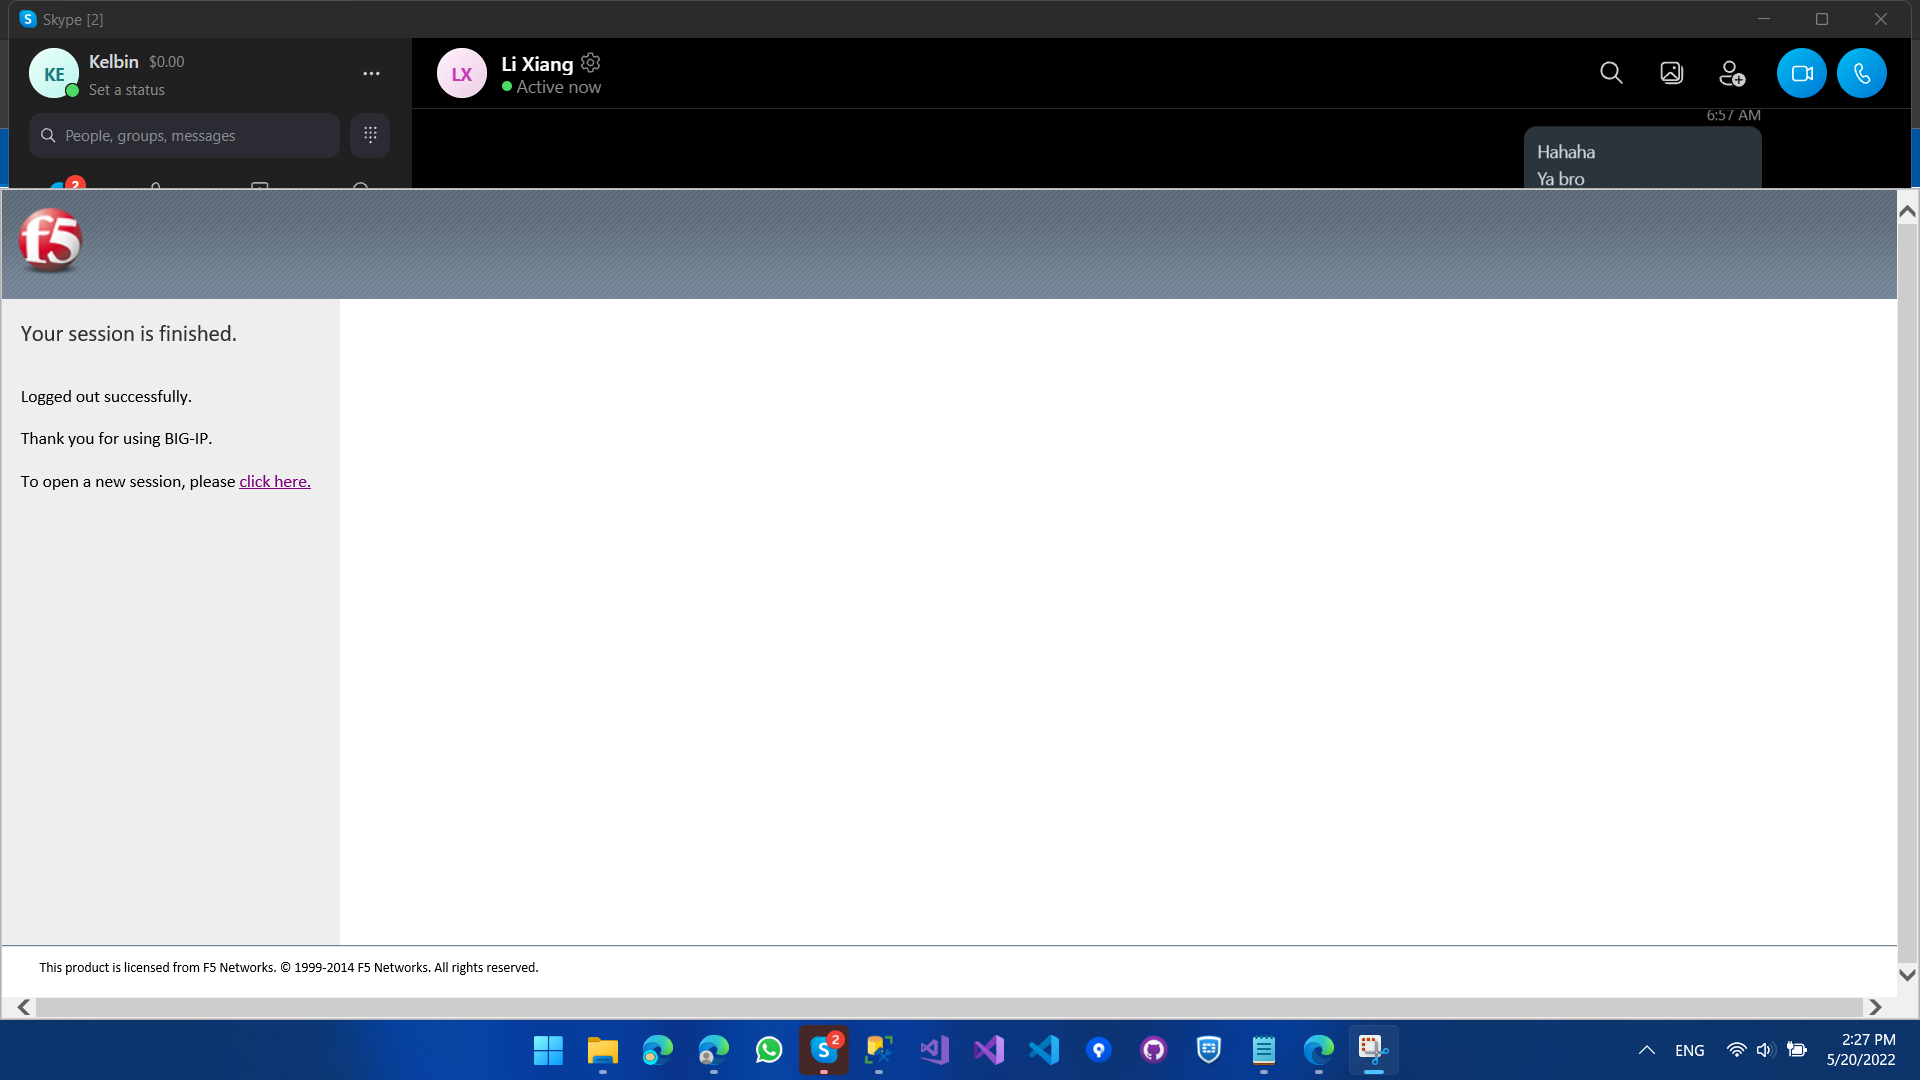 Skype [2]
KE
Kelbin $0.00
Set a status
People, groups, messages
2
LX
Li Xiang
Active now
6:57 AM
Hahaha
Ya bro
f5
Your session is finished.
Logged out successfully.
Thank you for using BIG-IP.
To open a new session, please click here.
This product is licensed from F5 Networks. © 1999-2014 F5 Networks. All rights reserved.
2
ENG
2:27 PM
5/20/2022